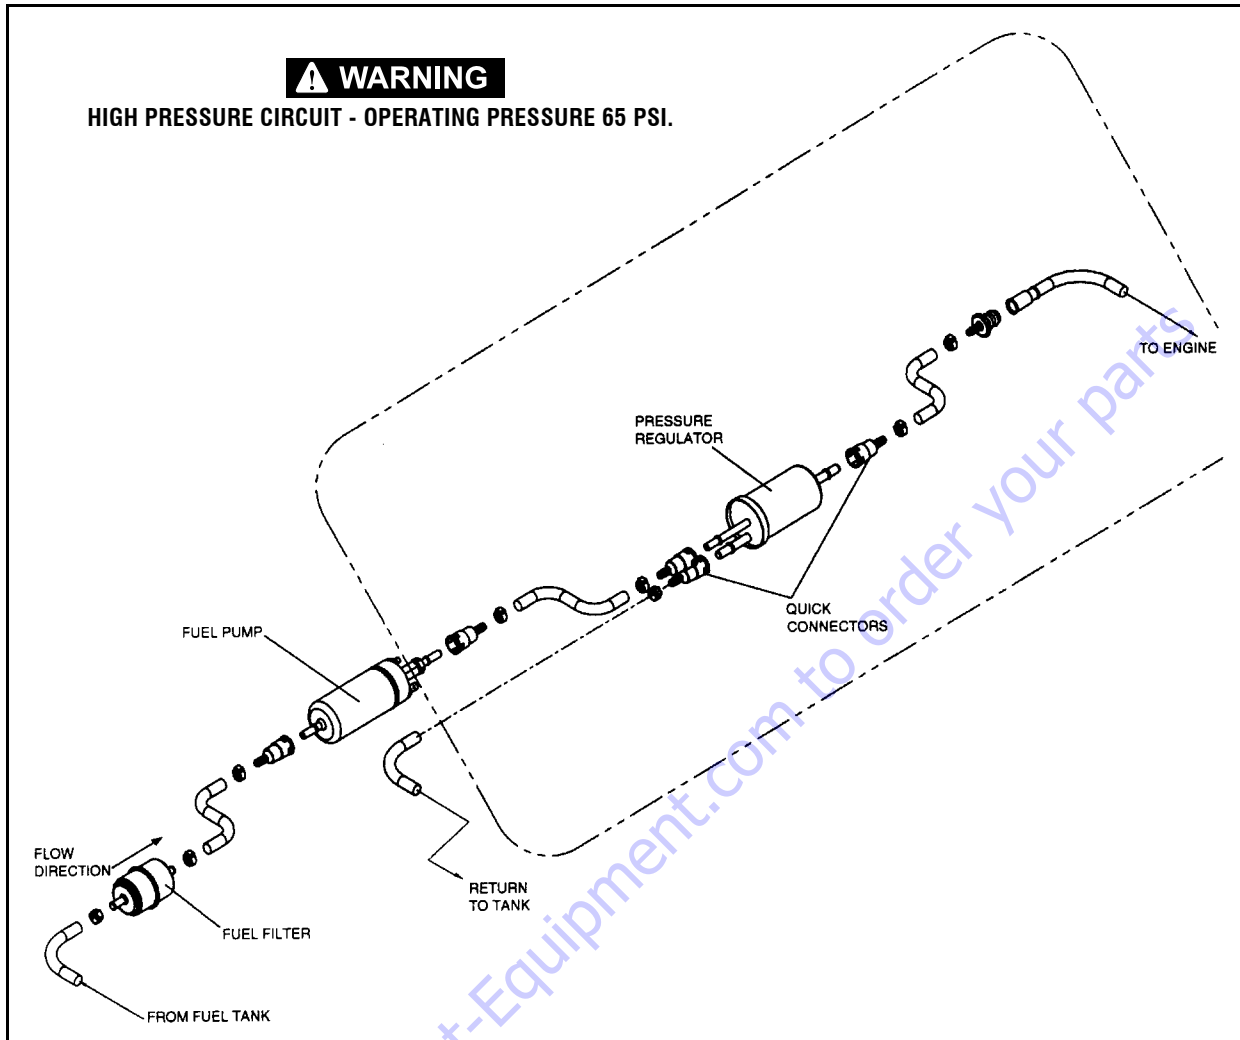 WARNING
HIGH PRESSURE CIRCUIT - OPERATING PRESSURE 65 PSI.
TO ENGINE
PRESSURE
REGULATOR
QUICK
CONNECTORS
FUEL PUMP
FLOW
DIRECTION
RETURN
TO TANK
FUEL FILTER
FROM FUEL TANK
t-Equipment.com to order your parts